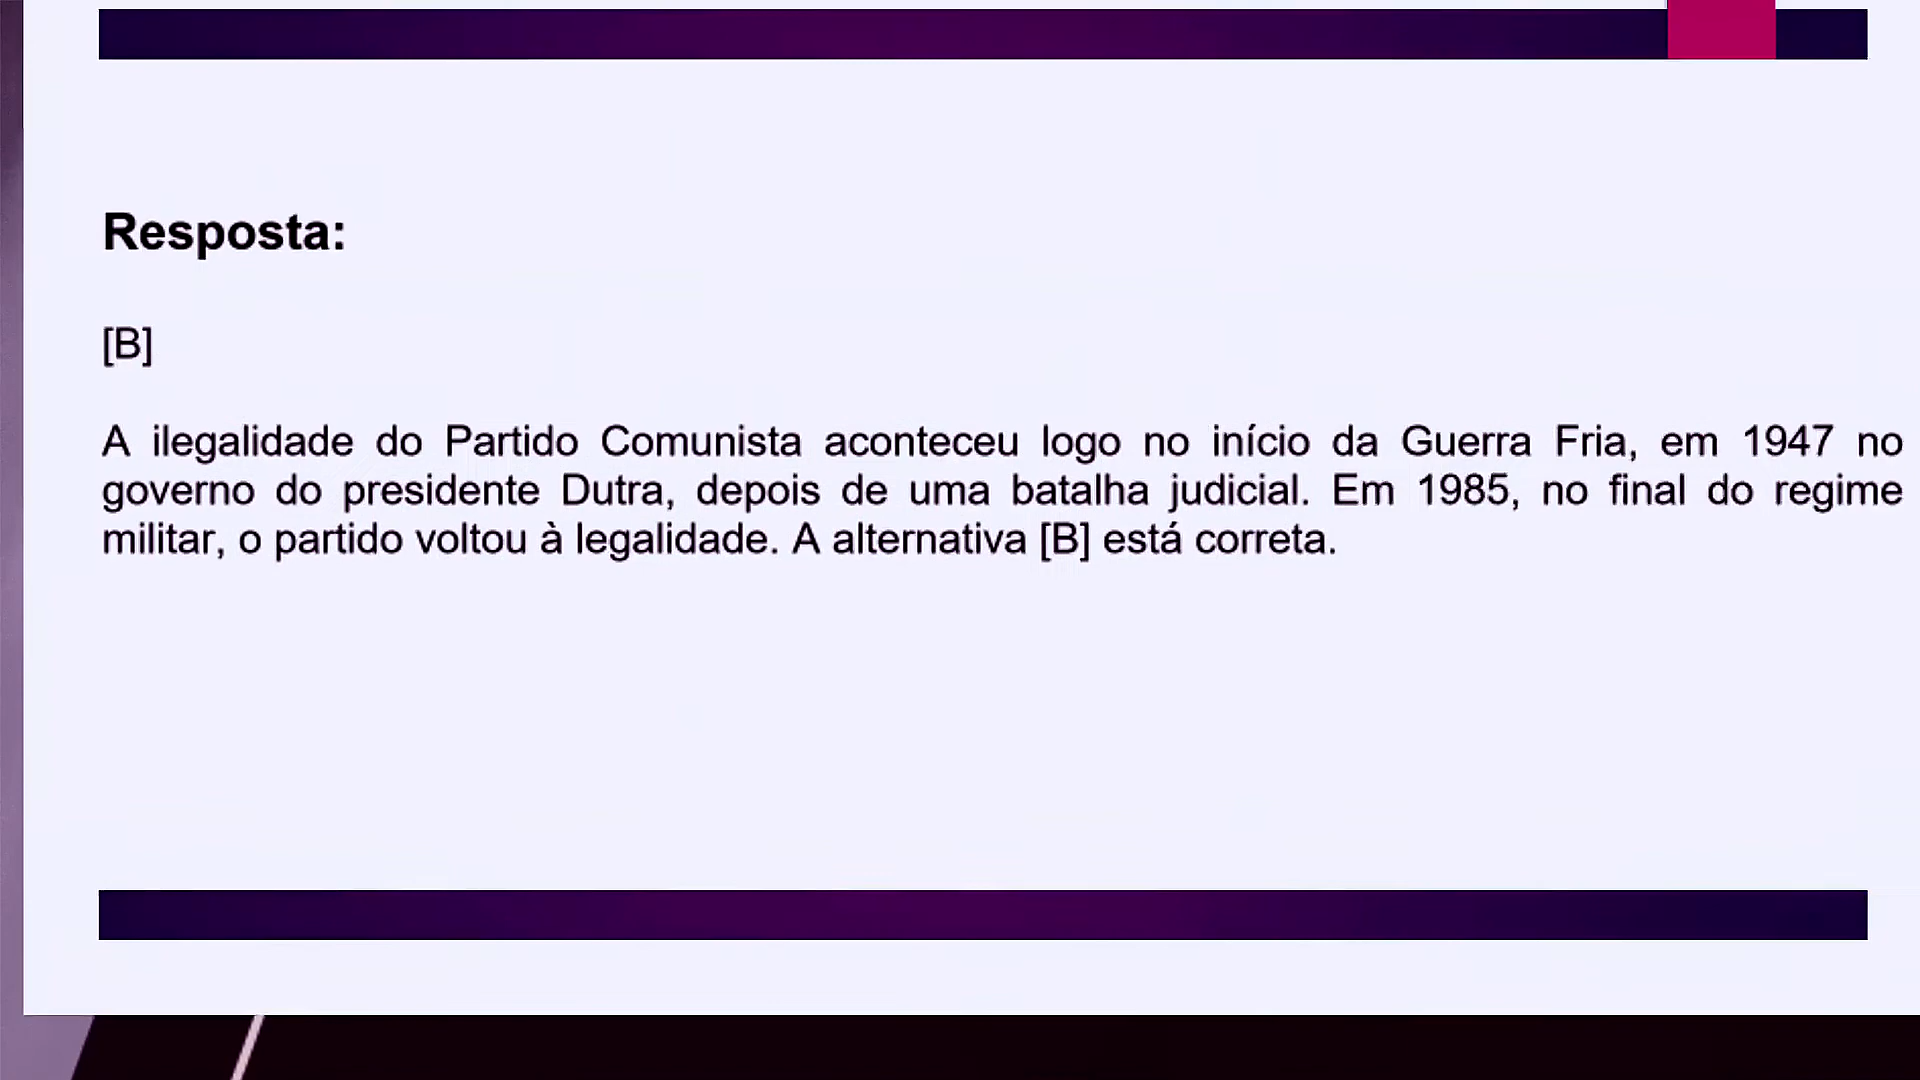 Resposta:
[B]
A ilegalidade do Partido Comunista aconteceu logo no início da Guerra Fria, em 1947 no
governo do presidente Dutra, depois de uma batalha judicial. Em 1985, no final do regime
militar, o partido voltou à legalidade. A alternativa [B] está correta.